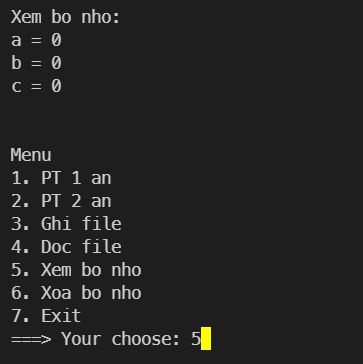 Xem bo nho:
a = 0
b = 0
c = 0
Menu
1. PT 1 an
2. PT 2 an
3. Ghi file
4. Doc file
5. Xem bo nho
6. Xoa bo nho
7. Exit
===> Your choose: 5